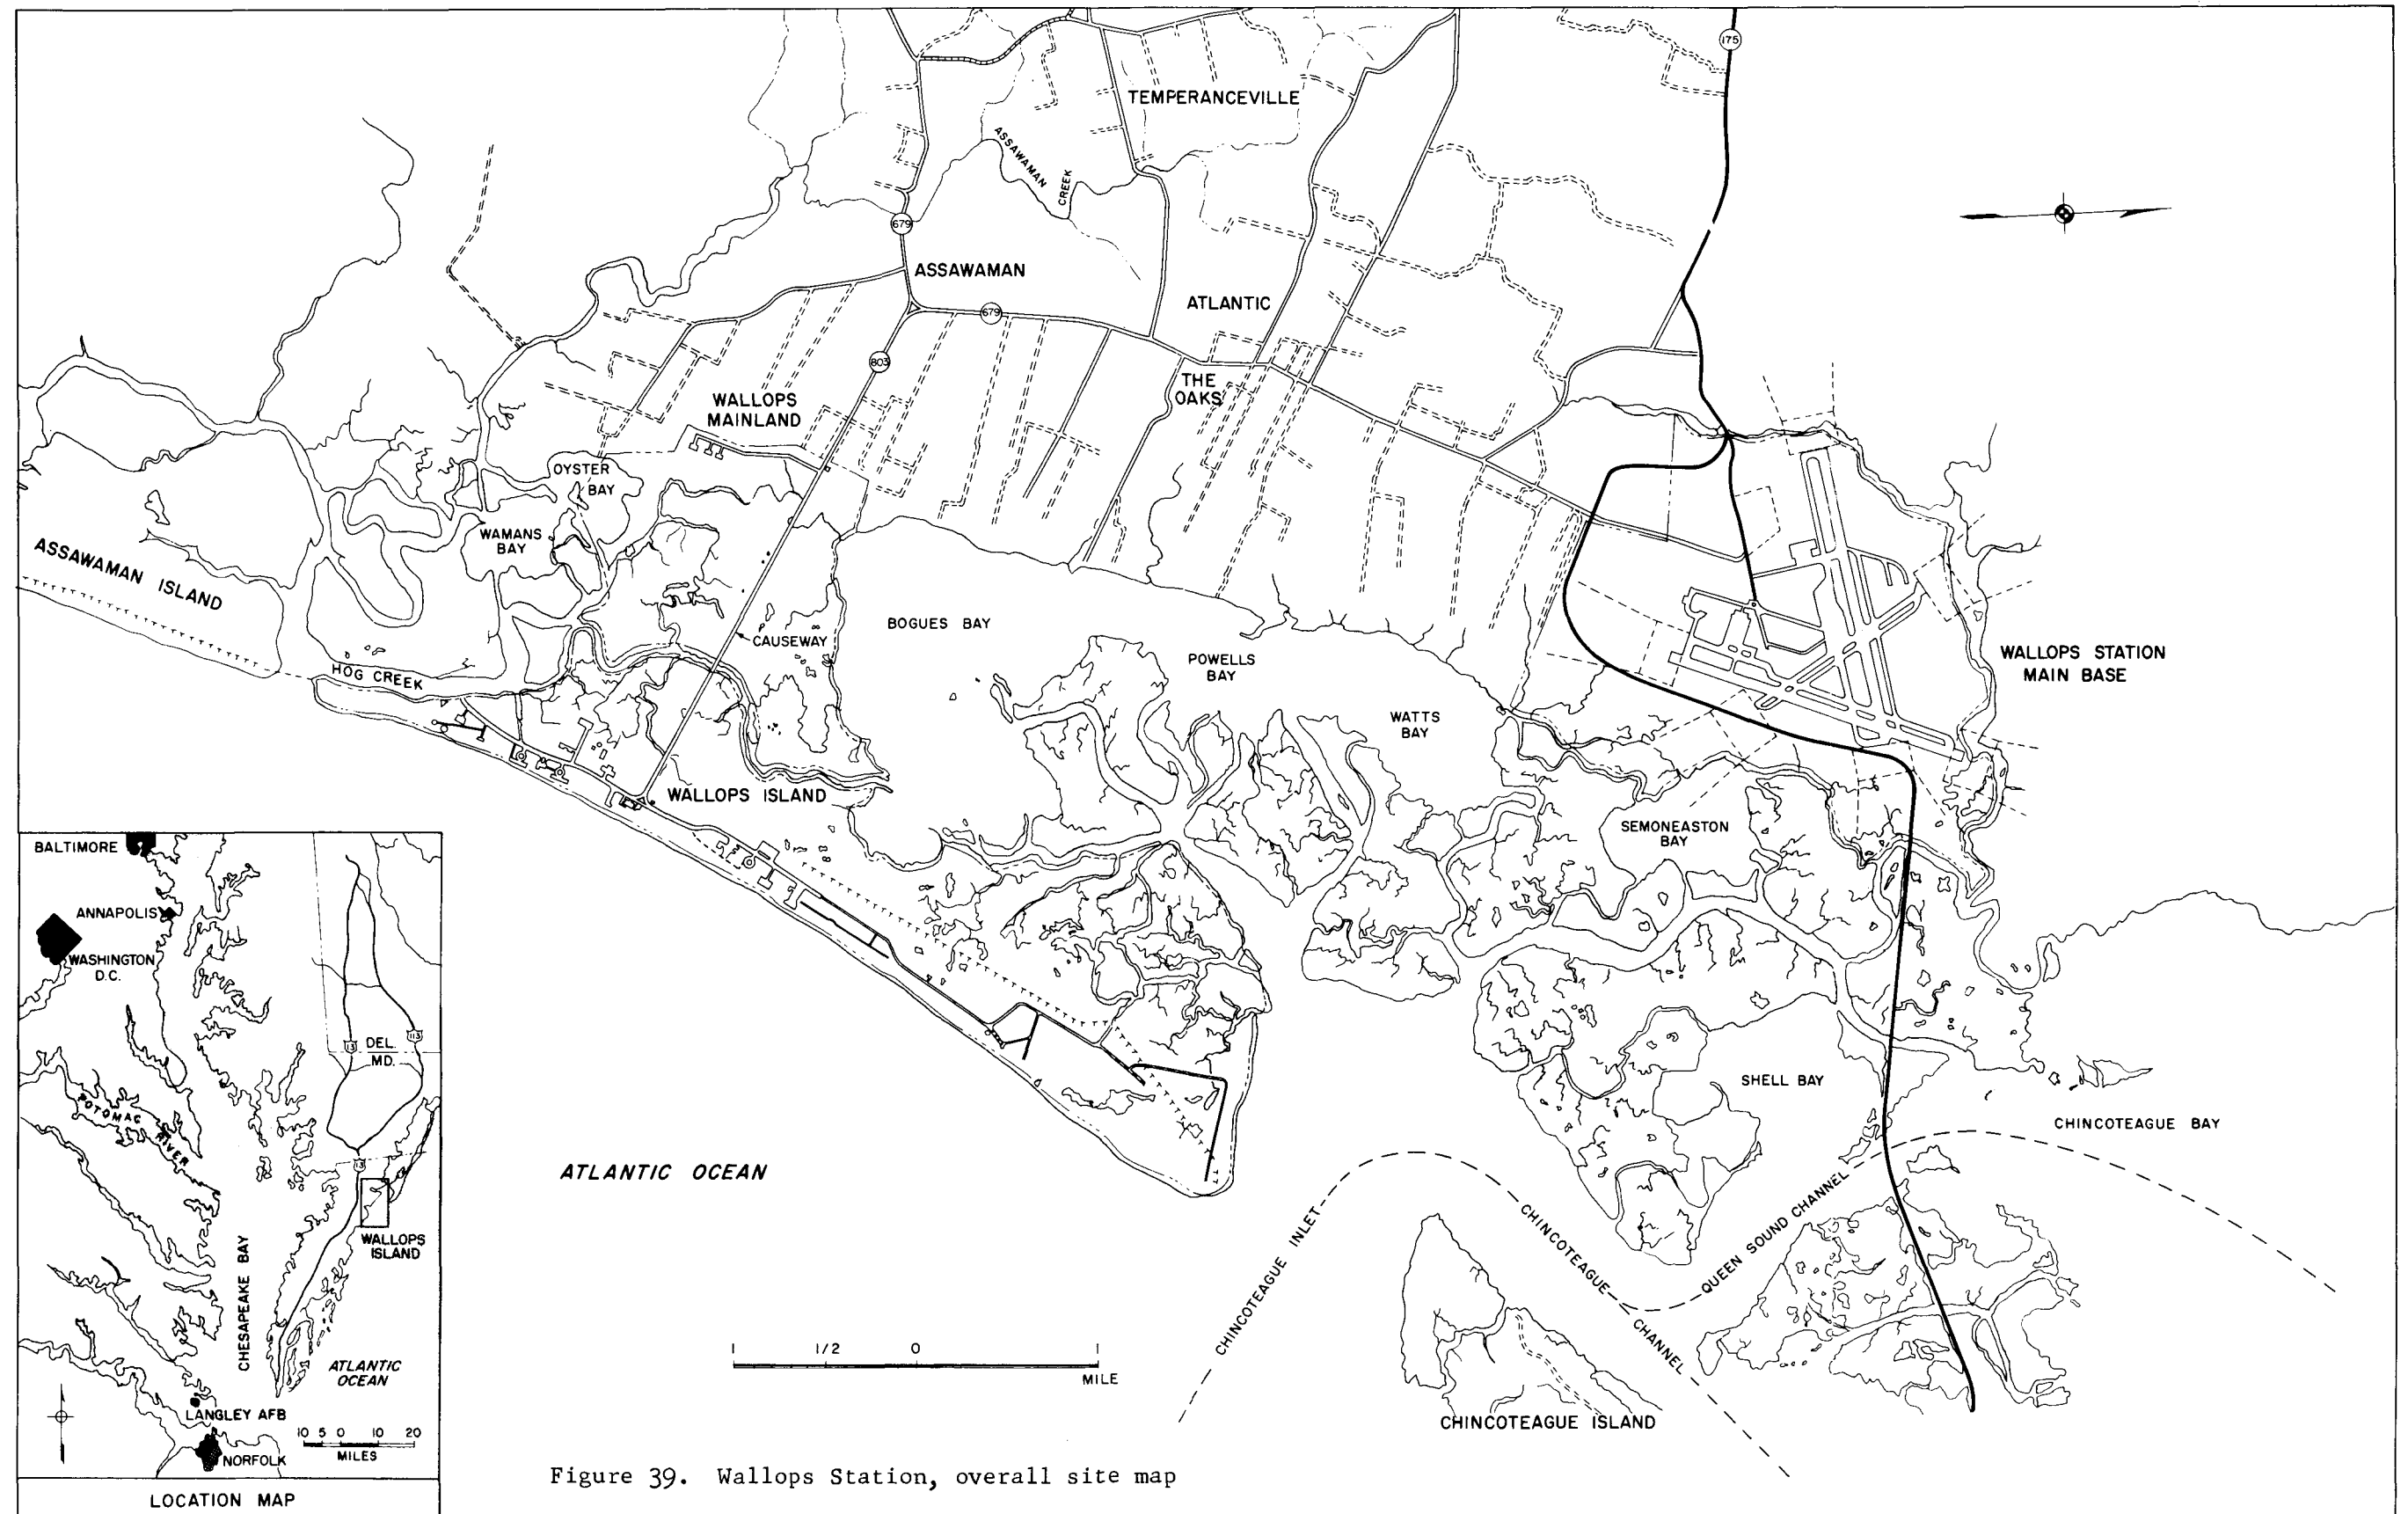 175
TEMPERANCEVILLE
ASSAWAMAN
CREEK
679
ASSAWAMAN
ATLANTIC
679
803
THE
OAKS
WALLOPS
MAINLAND
OYSTER
BAY
WAMANS
BAY
ASSAWAMAN ISLAND
HOG CREEK
CAUSEWAY
BOGUES BAY
POWELLS
BAY
WATTS
BAY
WALLOPS STATION
MAIN BASE
WALLOPS ISLAND
SEMONEASTON
BAY
SHELL BAY
CHINCOTEAGUE BAY
ATLANTIC OCEAN
CHINCOTEAGUE INLET
CHINCOTEAGUE
CHANNEL
QUEEN SOUND CHANNEL
CHINCOTEAGUE ISLAND
1 1/2 0 1
MILE
BALTIMORE
ANNAPOLIS
WASHINGTON
D.C.
13
113
DEL.
MD.
POTOMAC
RIVER
13
WALLOPS
ISLAND
CHESAPEAKE BAY
ATLANTIC
OCEAN
LANGLEY AFB
NORFOLK
10 5 0 10 20
MILES
LOCATION MAP
Figure 39. Wallops Station, overall site map